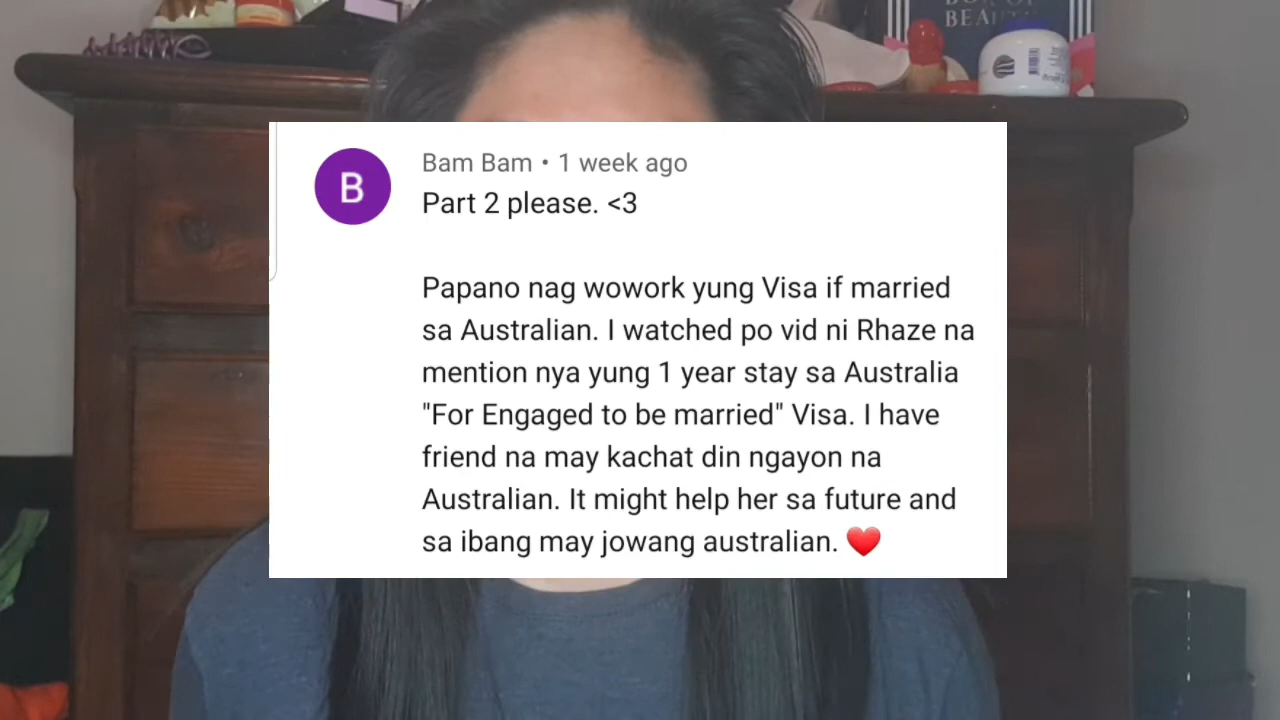 BOX OF
BEAUTY
B
Bam Bam • 1 week ago
Part 2 please. <3
Papano nag wowork yung Visa if married
sa Australian. I watched po vid ni Rhaze na
mention nya yung 1 year stay sa Australia
"For Engaged to be married" Visa. I have
friend na may kachat din ngayon na
Australian. It might help her sa future and
sa ibang may jowang australian. ❤️